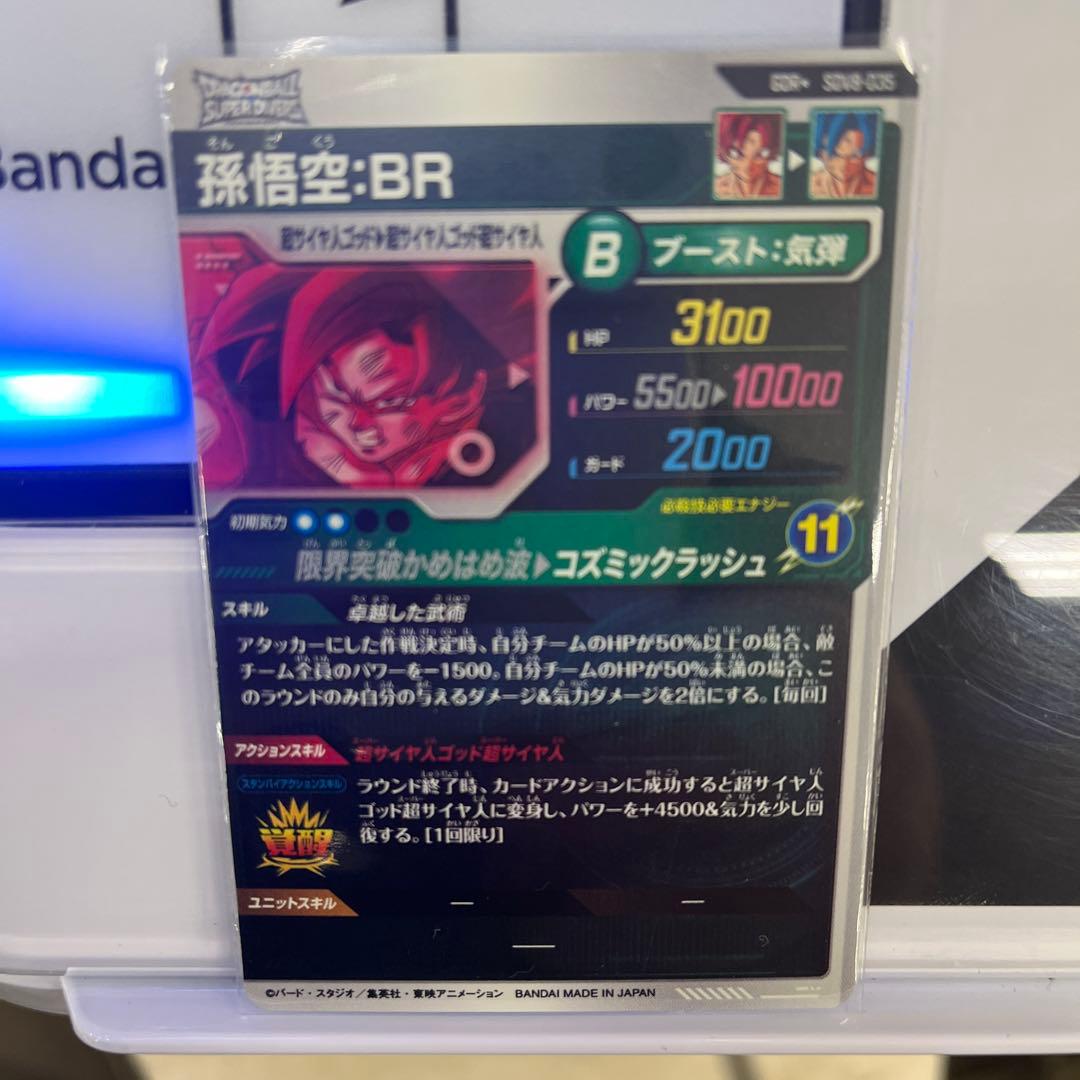 Banda
DRAGONBALL
SUPER DIVERS
GDR★ SDV8-035
そん ご くう
孫悟空:BR
超サイヤ人ゴッド▶超サイヤ人ゴッド超サイヤ人
B ブースト:気弾
HP 3100
パワー 5500▶10000
ガード 2000
初期気力
必殺技必要エナジー
11
げんかいとっぱ は
限界突破かめはめ波▶コズミックラッシュ
スキル 卓越した武術
アタッカーにした作戦決定時、自分チームのHPが50%以上の場合、敵
チーム全員のパワーを-1500。自分チームのHPが50%未満の場合、こ
のラウンドのみ自分の与えるダメージ&気力ダメージを2倍にする。[毎回]
アクションスキル 超サイヤ人ゴッド超サイヤ人
スタンバイアクションスキル
覚醒
ラウンド終了時、カードアクションに成功すると超サイヤ人
ゴッド超サイヤ人に変身し、パワーを+4500&気力を少し回
復する。[1回限り]
ユニットスキル — —
—
©バード・スタジオ/集英社・東映アニメーション BANDAI MADE IN JAPAN